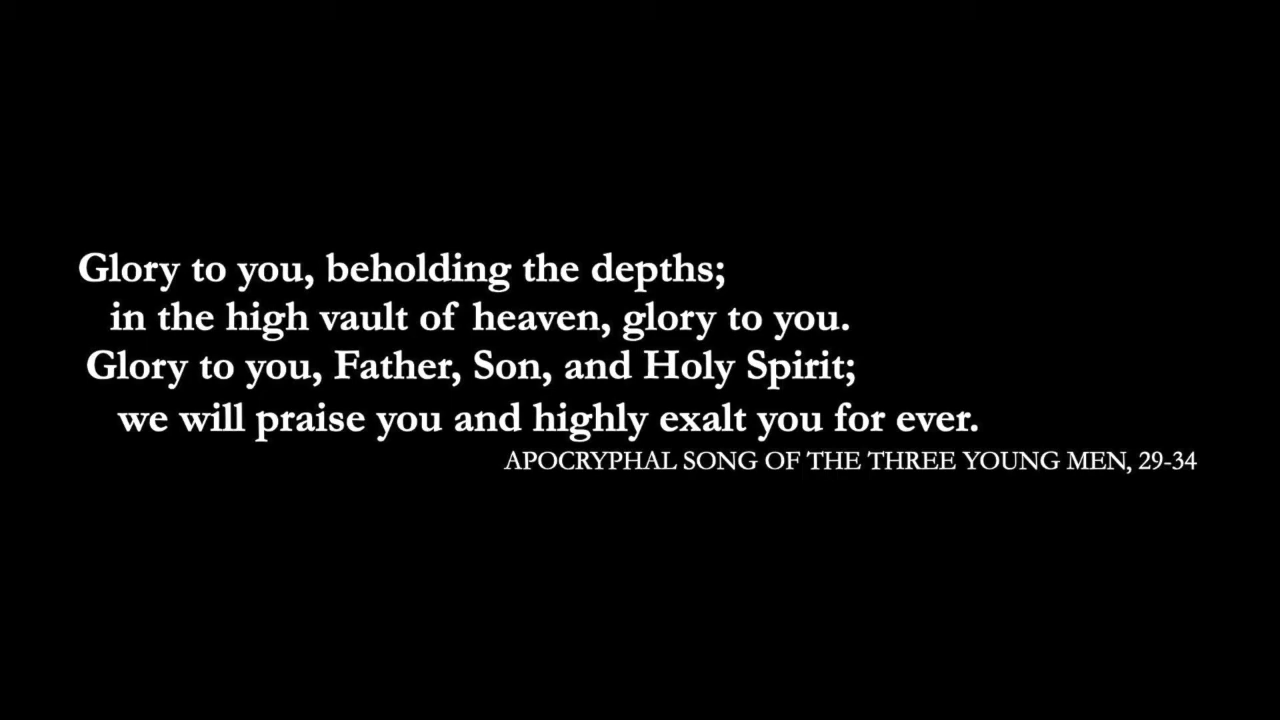 Glory to you, beholding the depths;
in the high vault of heaven, glory to you.
Glory to you, Father, Son, and Holy Spirit;
we will praise you and highly exalt you for ever.
APOCRYPHAL SONG OF THE THREE YOUNG MEN, 29-34